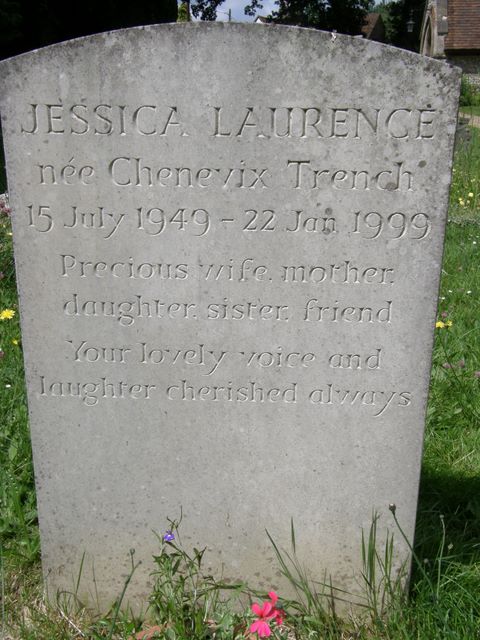 JESSICA LAURENCE
née Chenevix Trench
15 July 1949 – 22 Jan 1999
Precious wife, mother,
daughter, sister, friend
Your lovely voice and
laughter cherished always